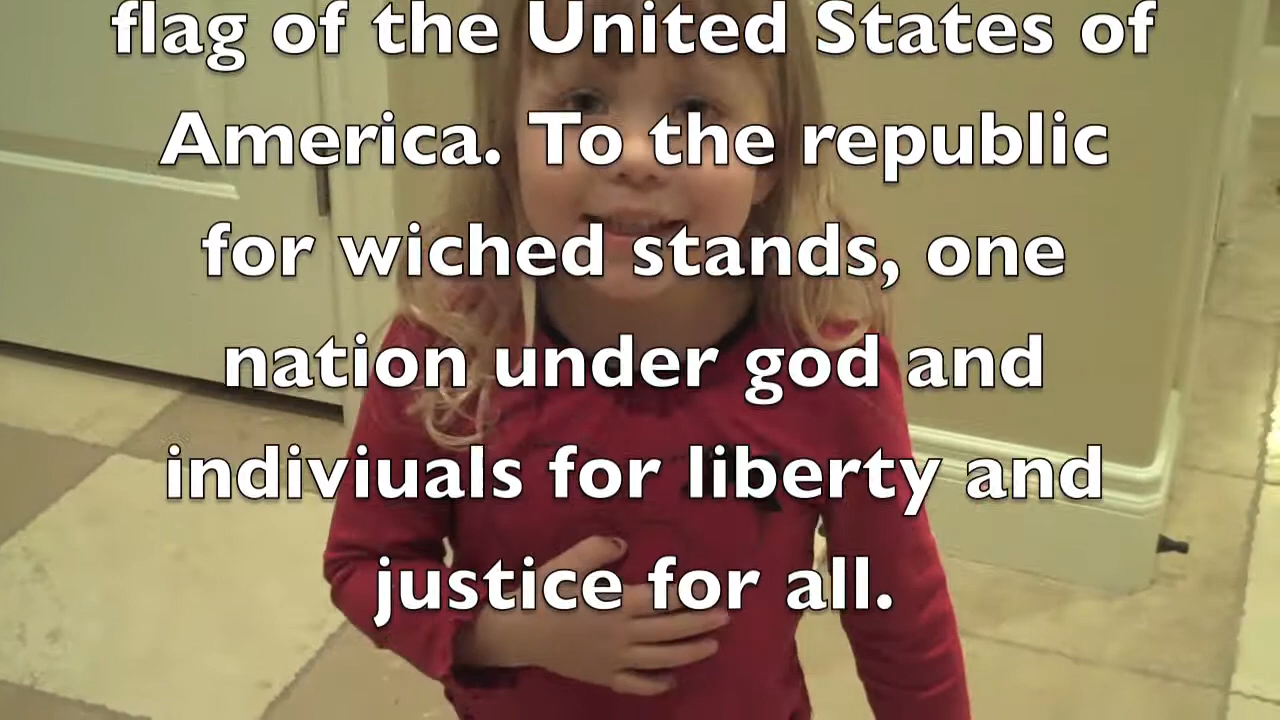 flag of the United States of
America. To the republic
for wiched stands, one
nation under god and
indiviuals for liberty and
justice for all.